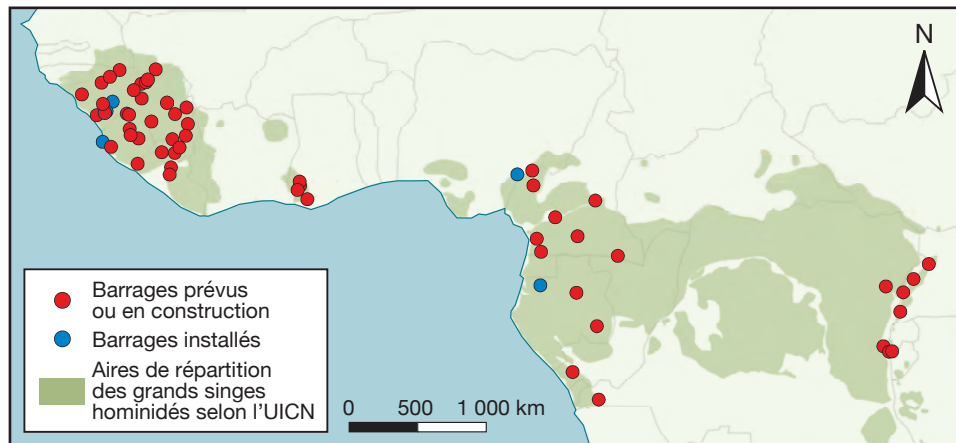 N
Barrages prévus
ou en construction
Barrages installés
Aires de répartition
des grands singes
hominidés selon l'UICN
0 500 1 000 km